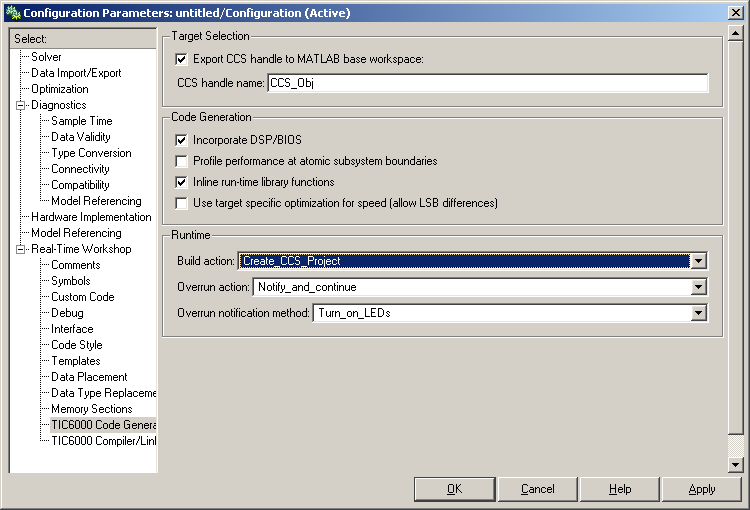 Configuration Parameters: untitled/Configuration (Active)
Select:
Solver
Data Import/Export
Optimization
Diagnostics
Sample Time
Data Validity
Type Conversion
Connectivity
Compatibility
Model Referencing
Hardware Implementation
Model Referencing
Real-Time Workshop
Comments
Symbols
Custom Code
Debug
Interface
Code Style
Templates
Data Placement
Data Type Replaceme
Memory Sections
TIC6000 Code Genera
TIC6000 Compiler/Linl
Target Selection
Export CCS handle to MATLAB base workspace:
CCS handle name: CCS_Obj
Code Generation
Incorporate DSP/BIOS
Profile performance at atomic subsystem boundaries
Inline run-time library functions
Use target specific optimization for speed (allow LSB differences)
Runtime
Build action: Create_CCS_Project
Overrun action: Notify_and_continue
Overrun notification method: Turn_on_LEDs
OK Cancel Help Apply